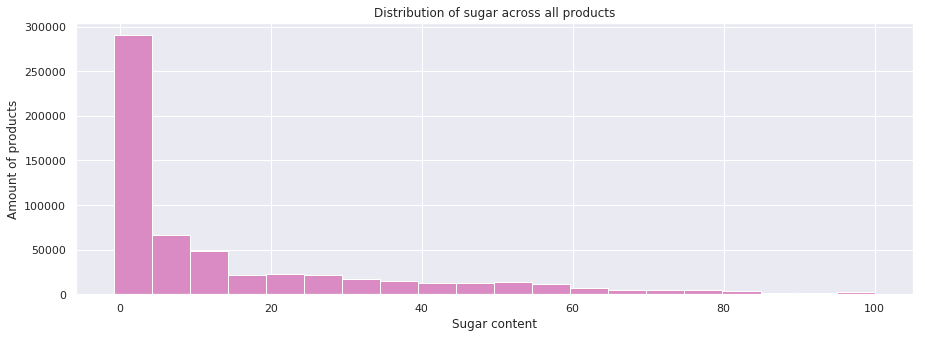 Distribution of sugar across all products
300000
250000
200000
150000
100000
50000
0
Amount of products
0 20 40 60 80 100
Sugar content